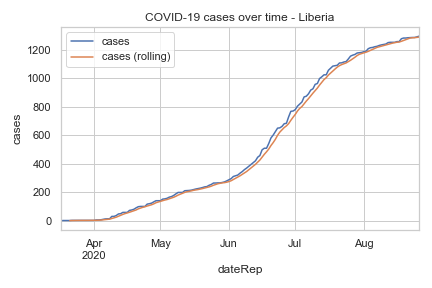 COVID-19 cases over time - Liberia
cases
cases (rolling)
1200
1000
800
600
400
200
0
cases
Apr
2020
May
Jun
Jul
Aug
dateRep